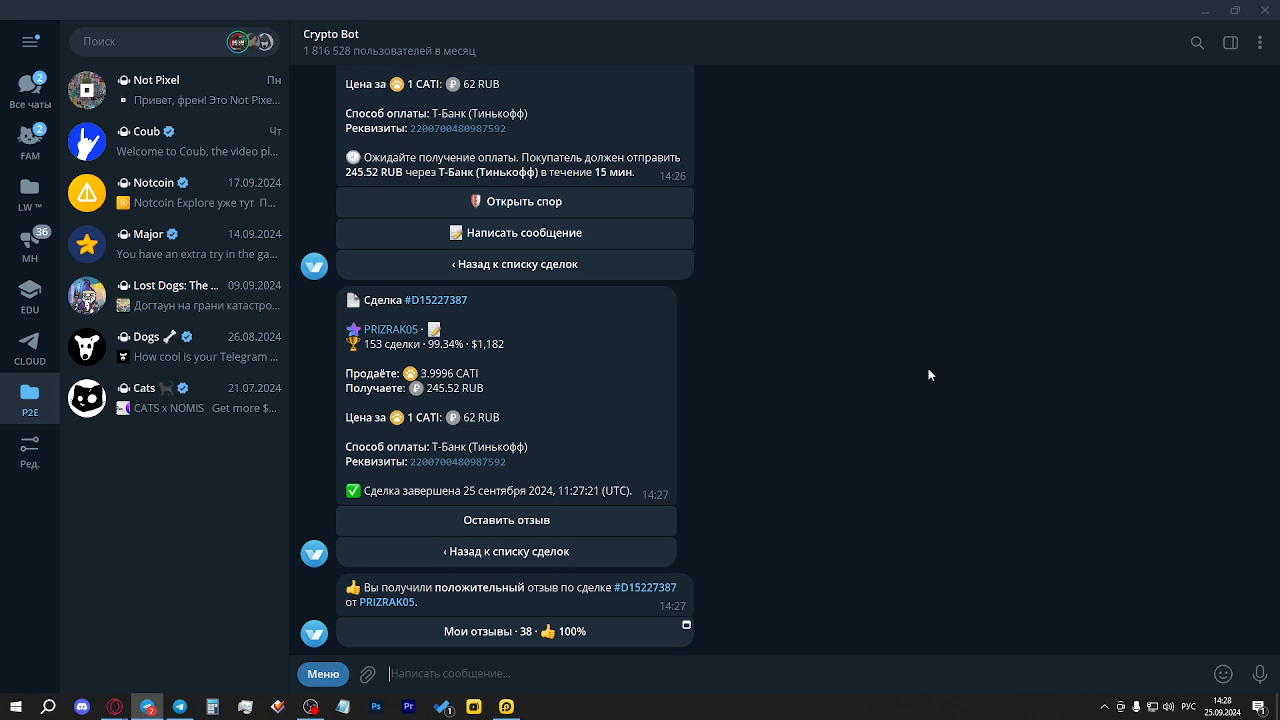 Поиск
Crypto Bot
1 816 528 пользователей в месяц
2
Все чаты
2
FAM
LW ™
36
MH
EDU
CLOUD
P2E
Ред.
Not Pixel
Пн
Привет, френ! Это Not Pixe...
Coub
Чт
Welcome to Coub, the video pl...
Notcoin
17.09.2024
Notcoin Explore уже тут П...
Major
14.09.2024
You have an extra try in the ga...
Lost Dogs: The ...
09.09.2024
Догтаун на грани катастро...
Dogs
26.08.2024
How cool is your Telegram ...
Cats
21.07.2024
CATS x NOMIS Get more $...
Цена за 1 CATI: 62 RUB
Способ оплаты: Т-Банк (Тинькофф)
Реквизиты: 2200700480987592
Ожидайте получение оплаты. Покупатель должен отправить
245.52 RUB через Т-Банк (Тинькофф) в течение 15 мин.
14:26
Открыть спор
Написать сообщение
‹ Назад к списку сделок
Сделка #D15227387
PRIZRAK05 ·
153 сделки · 99.34% · $1,182
Продаёте: 3.9996 CATI
Получаете: 245.52 RUB
Цена за 1 CATI: 62 RUB
Способ оплаты: Т-Банк (Тинькофф)
Реквизиты: 2200700480987592
Сделка завершена 25 сентября 2024, 11:27:21 (UTC).
14:27
Оставить отзыв
‹ Назад к списку сделок
Вы получили положительный отзыв по сделке #D15227387
от PRIZRAK05.
14:27
Мои отзывы · 38 · 100%
Меню
Написать сообщение...
2
Ps
Pr
1
РУС
14:28
25.09.2024
1